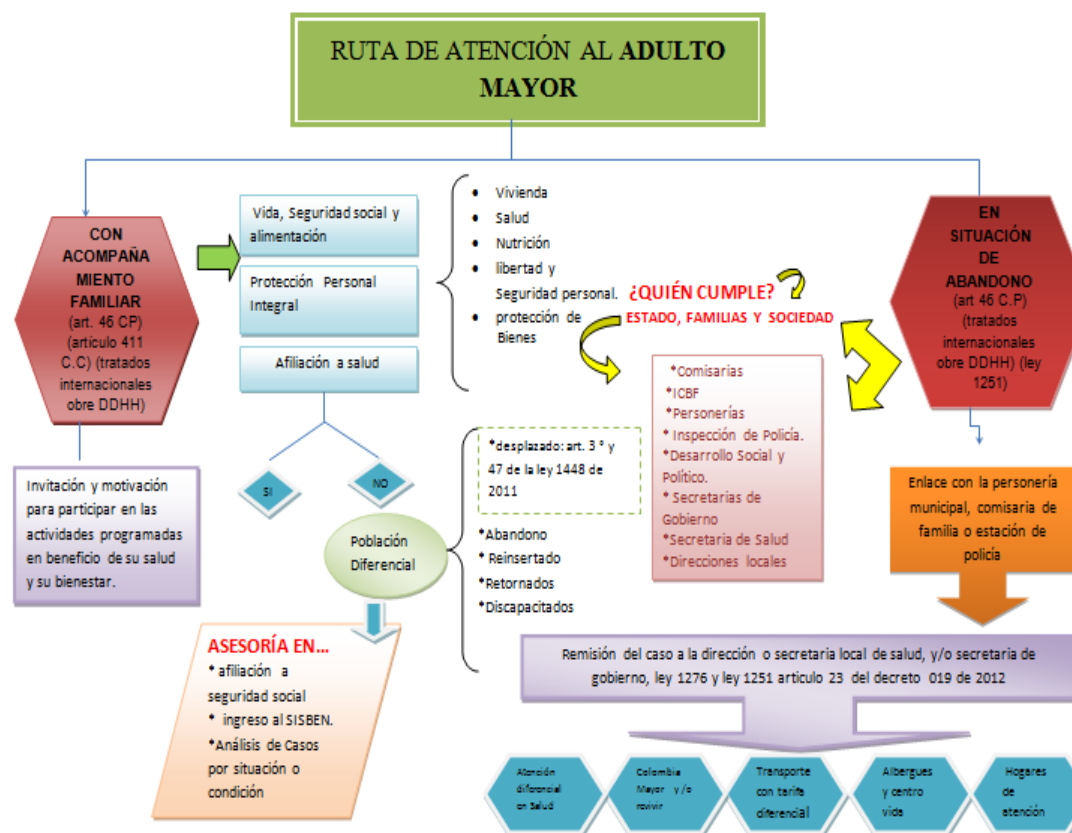 RUTA DE ATENCIÓN AL ADULTO
MAYOR
CON
ACOMPAÑA
MIENTO
FAMILIAR
(art. 46 CP)
(artículo 411
C.C) (tratados
internacionales
obre DDHH)
Vida, Seguridad social y
alimentación
Protección Personal
Integral
Afiliación a salud
• Vivienda
• Salud
• Nutrición
• libertad y
Seguridad personal.
• protección de
Bienes
¿QUIÉN CUMPLE?
ESTADO, FAMILIAS Y SOCIEDAD
EN
SITUACIÓN
DE
ABANDONO
(art 46 C.P)
(tratados
internacionales
obre DDHH) (ley
1251)
*Comisarias
*ICBF
*Personerías
* Inspección de Policía.
*Desarrollo Social y
Político.
* Secretarias de
Gobierno
*Secretaria de Salud
*Direcciones locales
Invitación y motivación
para participar en las
actividades programadas
en beneficio de su salud
y su bienestar.
SI
NO
Población
Diferencial
*desplazado: art. 3 ° y
47 de la ley 1448 de
2011
*Abandono
* Reinsertado
*Retornados
*Discapacitados
Enlace con la personería
municipal, comisaria de
familia o estación de
policía
ASESORÍA EN...
* afiliación a
seguridad social
* ingreso al SISBEN.
*Análisis de Casos
por situación o
condición
Remisión del caso a la dirección o secretaria local de salud, y/o secretaria de
gobierno, ley 1276 y ley 1251 articulo 23 del decreto 019 de 2012
Atención
diferencial
en Salud
Colombia
Mayor y /o
revivir
Transporte
con tarifa
diferencial
Albergues
y centro
vida
Hogares
de
atención